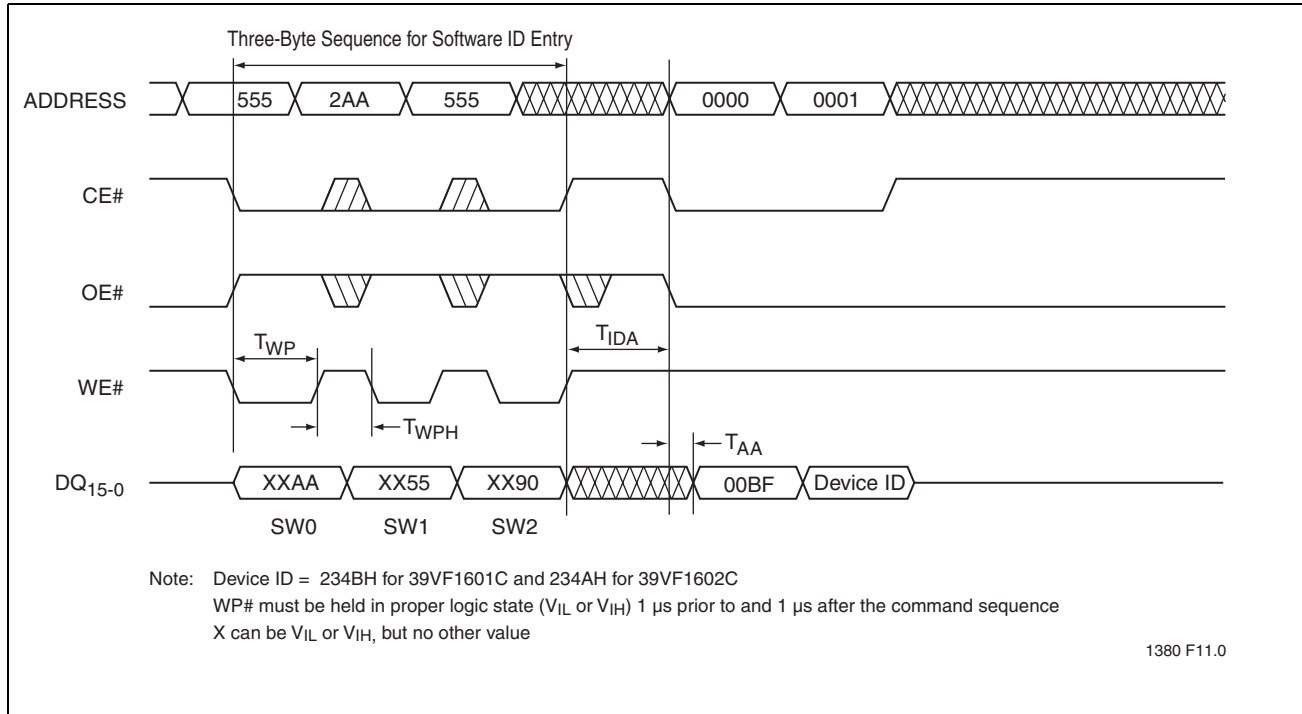 Three-Byte Sequence for Software ID Entry
ADDRESS 555 2AA 555 0000 0001
CE#
OE#
TWP TIDA
WE#
TWPH
TAA
DQ15-0 XXAA XX55 XX90 00BF Device ID
SW0 SW1 SW2
Note: Device ID = 234BH for 39VF1601C and 234AH for 39VF1602C
WP# must be held in proper logic state (VIL or VIH) 1 µs prior to and 1 µs after the command sequence
X can be VIL or VIH, but no other value
1380 F11.0